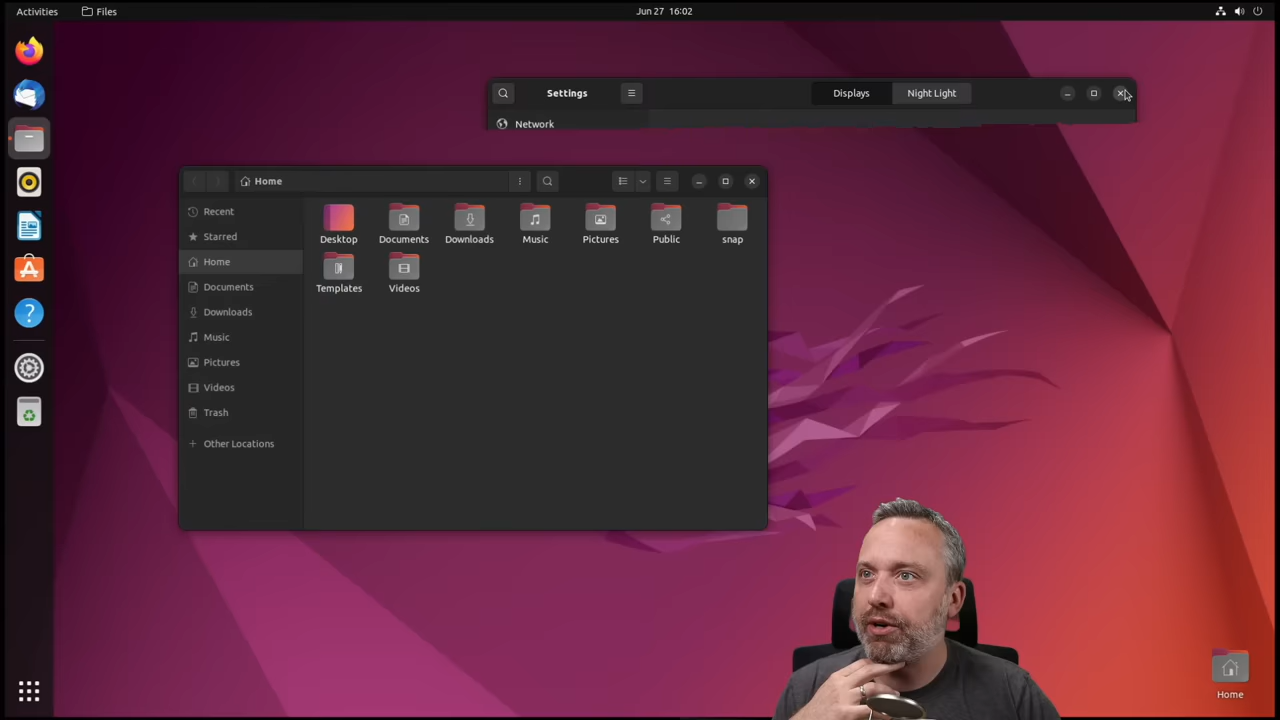 Activities
Files
Jun 27 16:02
Settings
Displays
Night Light
Network
Home
Recent
Starred
Home
Documents
Downloads
Music
Pictures
Videos
Trash
Other Locations
Desktop
Documents
Downloads
Music
Pictures
Public
snap
Templates
Videos
Home